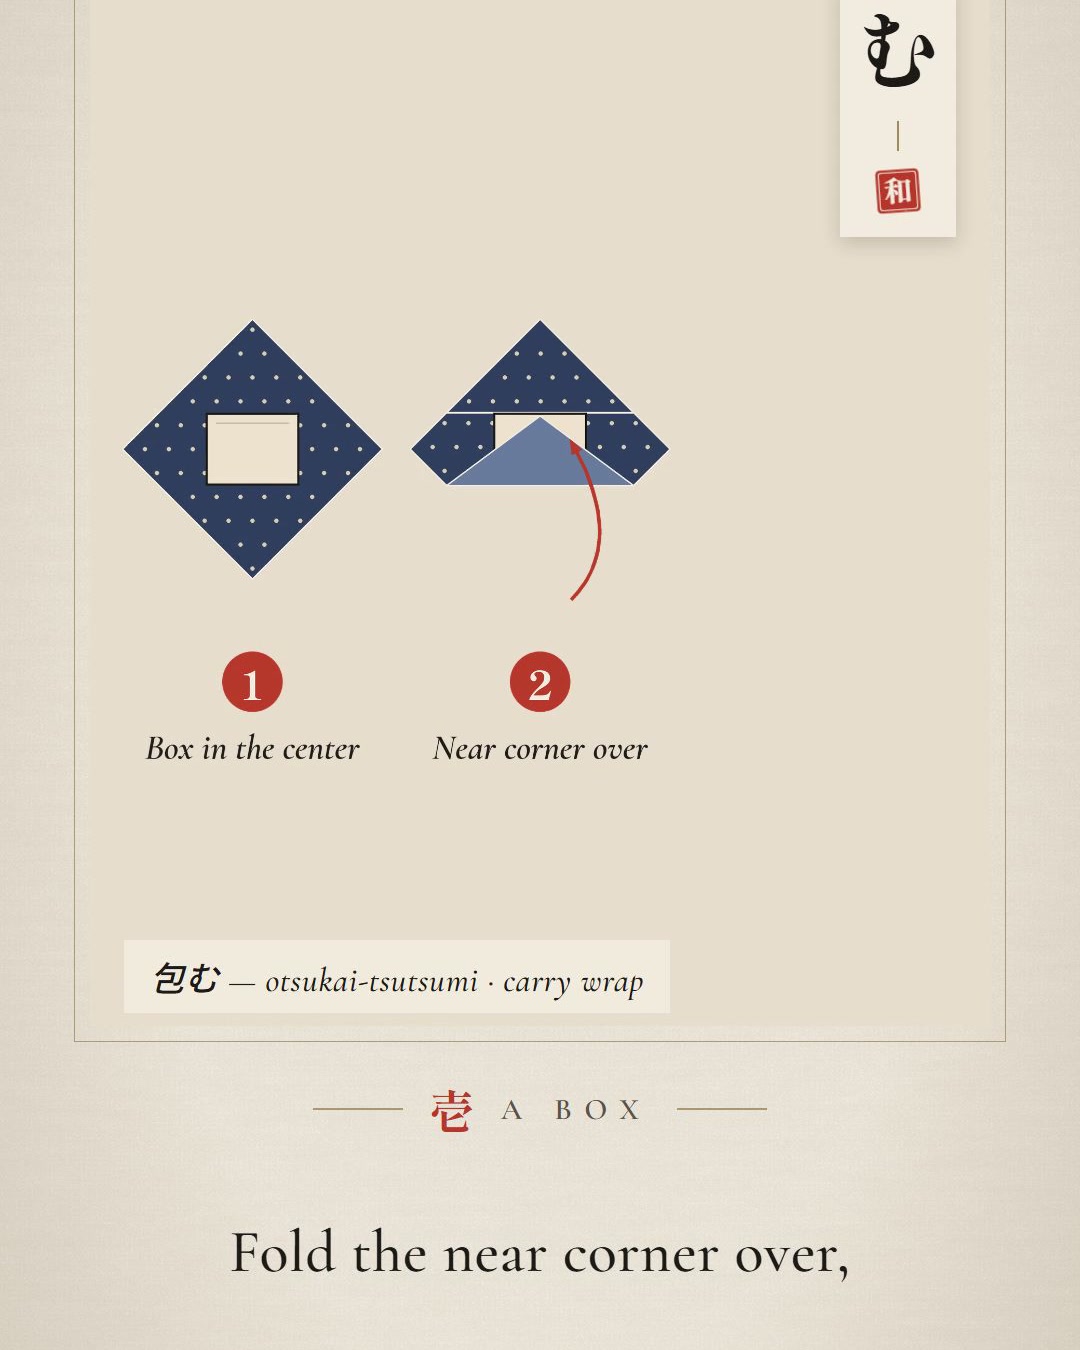 む
和
1
Box in the center
2
Near corner over
包む — otsukai-tsutsumi · carry wrap
壱 A BOX
Fold the near corner over,